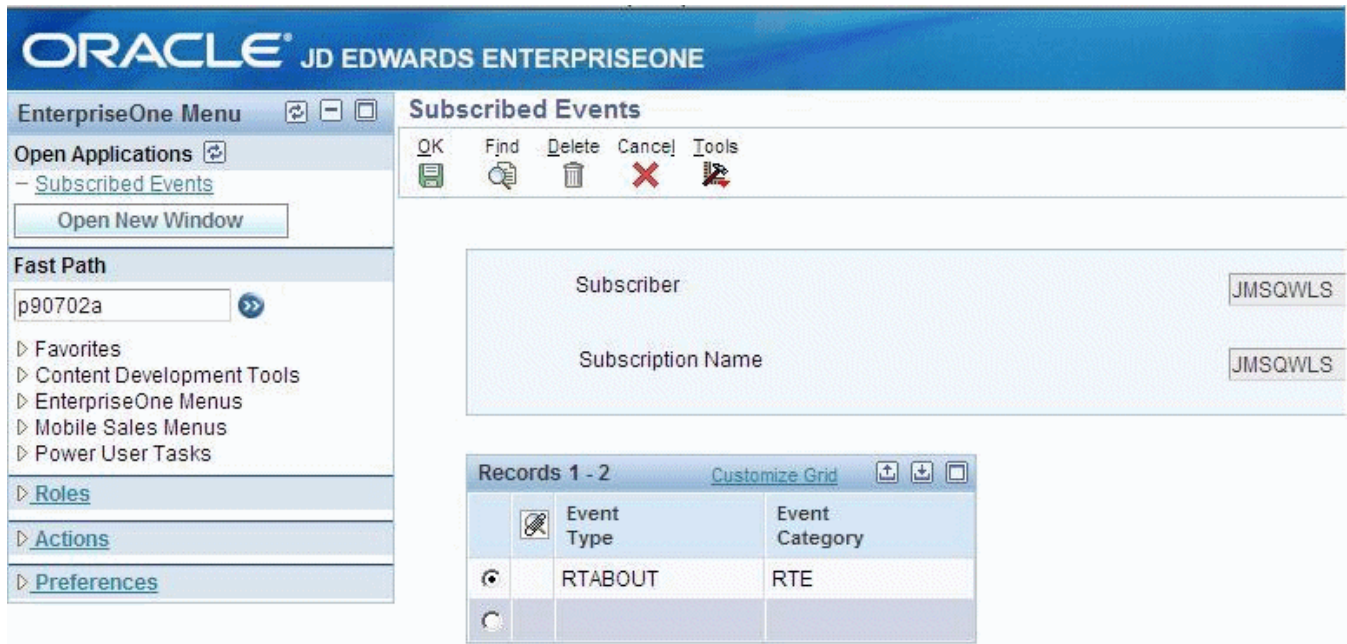 ORACLE® JD EDWARDS ENTERPRISEONE
EnterpriseOne Menu
Open Applications
Subscribed Events
Open New Window
Fast Path
p90702a
Favorites
Content Development Tools
EnterpriseOne Menus
Mobile Sales Menus
Power User Tasks
Roles
Actions
Preferences
Subscribed Events
OK Find Delete Cancel Tools
Subscriber JMSQWLS
Subscription Name JMSQWLS
Records 1 - 2 Customize Grid
Event Type Event Category
RTABOUT RTE